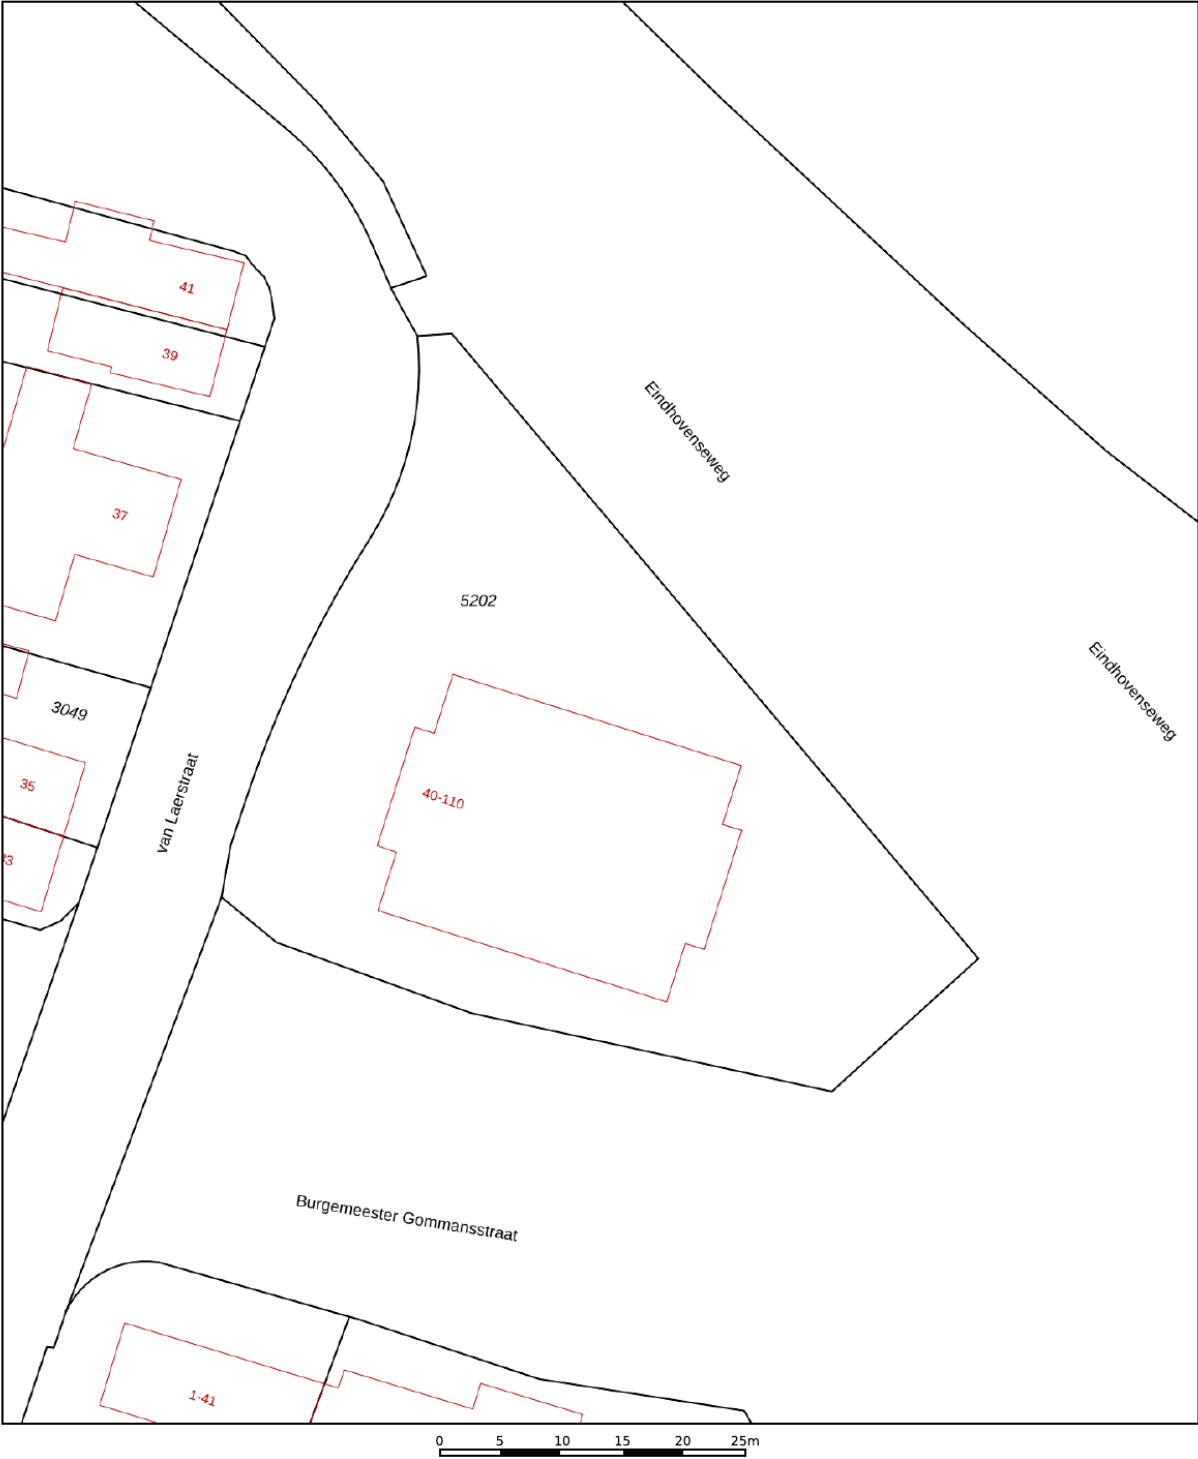 41
39
Eindhovenseweg
37
5202
Eindhovenseweg
3049
van Laerstraat
35
40-110
33
Burgemeester Gommansstraat
1-41
0 5 10 15 20 25m